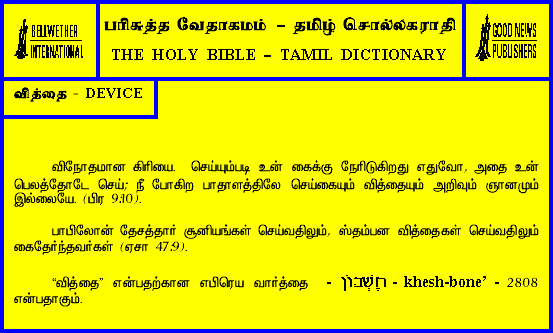 BELLWETHER
INTERNATIONAL
பரிசுத்த வேதாகமம் – தமிழ் சொல்லகராதி
THE HOLY BIBLE – TAMIL DICTIONARY
GOOD NEWS
PUBLISHERS
வித்தை - DEVICE
விநோதமான கிரியை. செய்யும்படி உன் கைக்கு நேரிடுகிறது எதுவோ, அதை உன்
பெலத்தோடே செய்; நீ போகிற பாதாளத்திலே செய்கையும் வித்தையும் அறிவும் ஞானமும்
இல்லையே. (பிர 9:10).
பாபிலோன் தேசத்தார் சூனியங்கள் செய்வதிலும், ஸ்தம்பன வித்தைகள் செய்வதிலும்
கைதேர்ந்தவர்கள் (ஏசா 47:9).
“வித்தை” என்பதற்கான எபிரெய வார்த்தை - חֶשְׁבּוֹן - khesh-bone’ - 2808
என்பதாகும்.